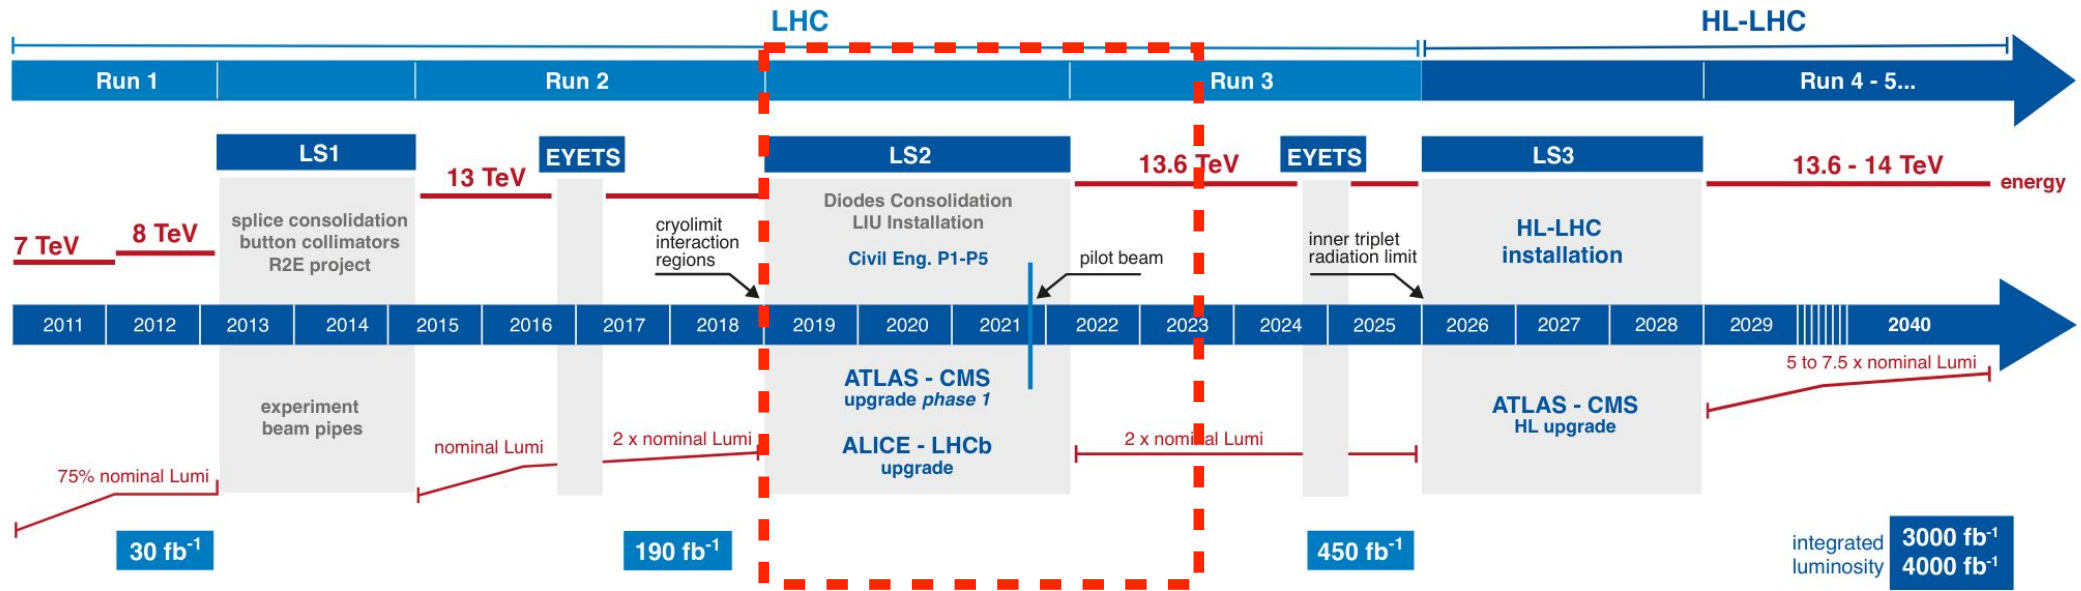 LHC
HL-LHC
Run 1
Run 2
Run 3
Run 4 - 5...
LS1
EYETS
LS2
EYETS
LS3
13 TeV
13.6 TeV
13.6 - 14 TeV
energy
7 TeV
8 TeV
splice consolidation
button collimators
R2E project
cryolimit
interaction
regions
Diodes Consolidation
LIU Installation
Civil Eng. P1-P5
pilot beam
inner triplet
radiation limit
HL-LHC
installation
2011
2012
2013
2014
2015
2016
2017
2018
2019
2020
2021
2022
2023
2024
2025
2026
2027
2028
2029
2040
5 to 7.5 x nominal Lumi
experiment
beam pipes
ATLAS - CMS
upgrade phase 1
ALICE - LHCb
upgrade
ATLAS - CMS
HL upgrade
75% nominal Lumi
nominal Lumi
2 x nominal Lumi
2 x nominal Lumi
30 fb⁻¹
190 fb⁻¹
450 fb⁻¹
integrated
luminosity
3000 fb⁻¹
4000 fb⁻¹